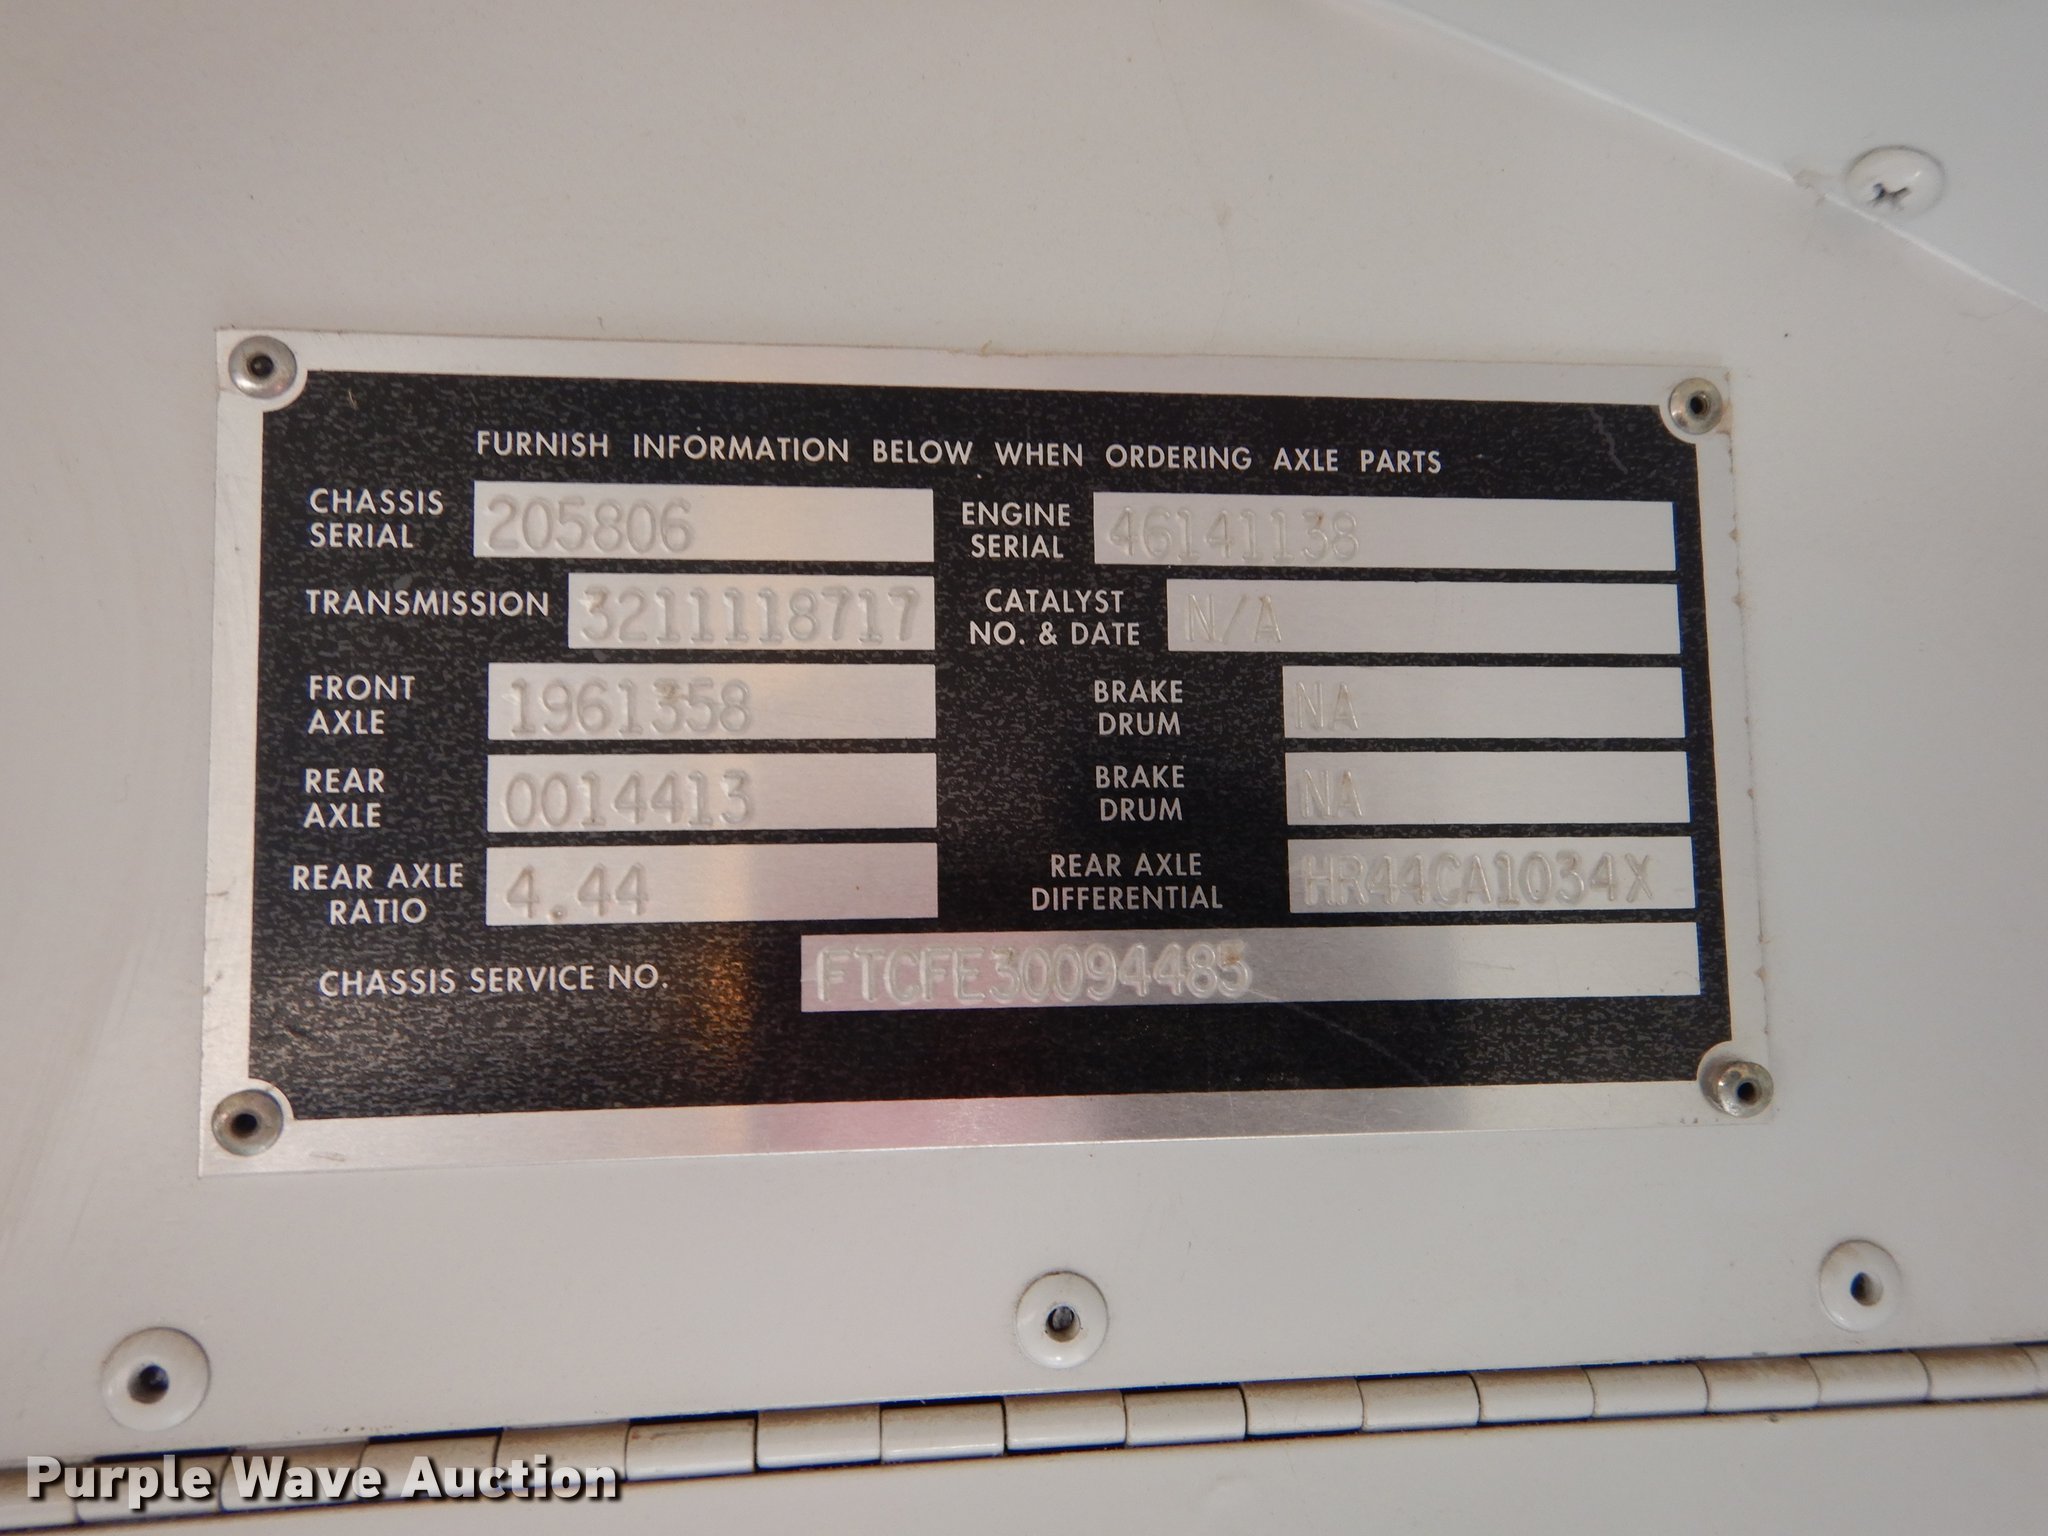 FURNISH INFORMATION BELOW WHEN ORDERING AXLE PARTS
CHASSIS SERIAL 205806 ENGINE SERIAL 46141138
TRANSMISSION 3211118717 CATALYST NO. & DATE N/A
FRONT AXLE 1961358 BRAKE DRUM NA
REAR AXLE 0014413 BRAKE DRUM NA
REAR AXLE RATIO 4.44 REAR AXLE DIFFERENTIAL HR44CA1034X
CHASSIS SERVICE NO. FTCFE30094485
Purple Wave Auction